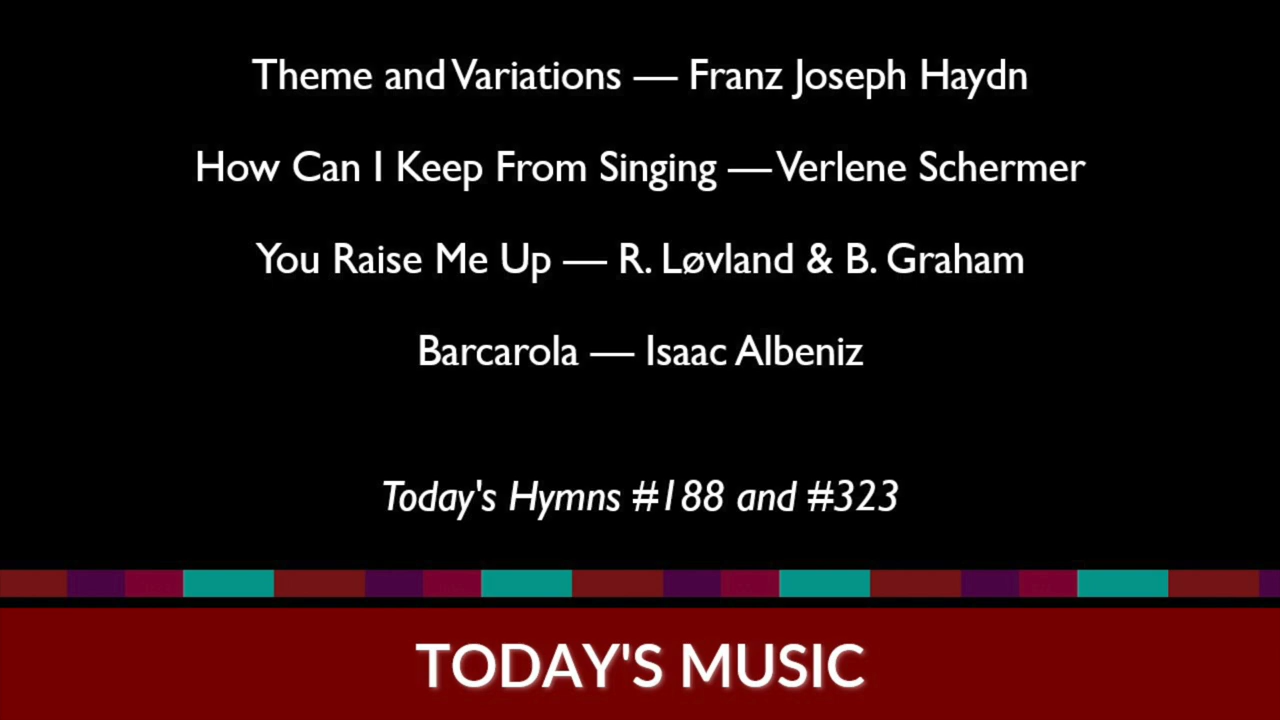 Theme and Variations — Franz Joseph Haydn
How Can I Keep From Singing — Verlene Schermer
You Raise Me Up — R. Løvland & B. Graham
Barcarola — Isaac Albeniz
Today's Hymns #188 and #323
TODAY'S MUSIC